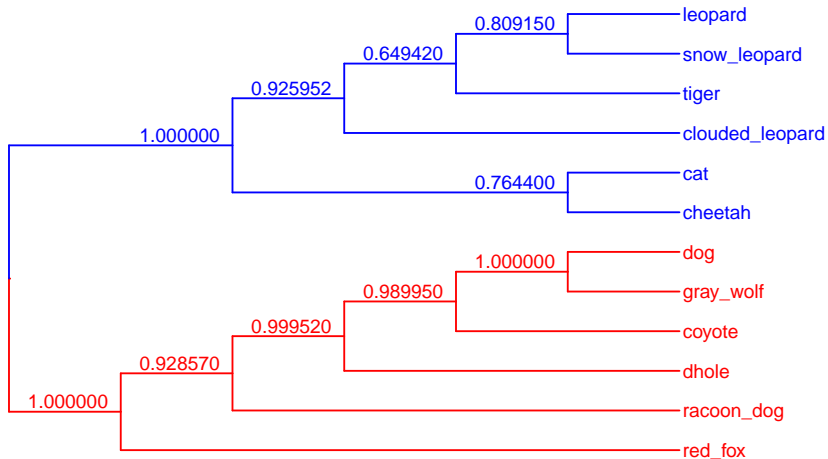 leopard
0.809150
snow_leopard
0.649420
tiger
0.925952
clouded_leopard
1.000000
cat
0.764400
cheetah
dog
1.000000
gray_wolf
0.989950
coyote
0.999520
dhole
0.928570
racoon_dog
1.000000
red_fox